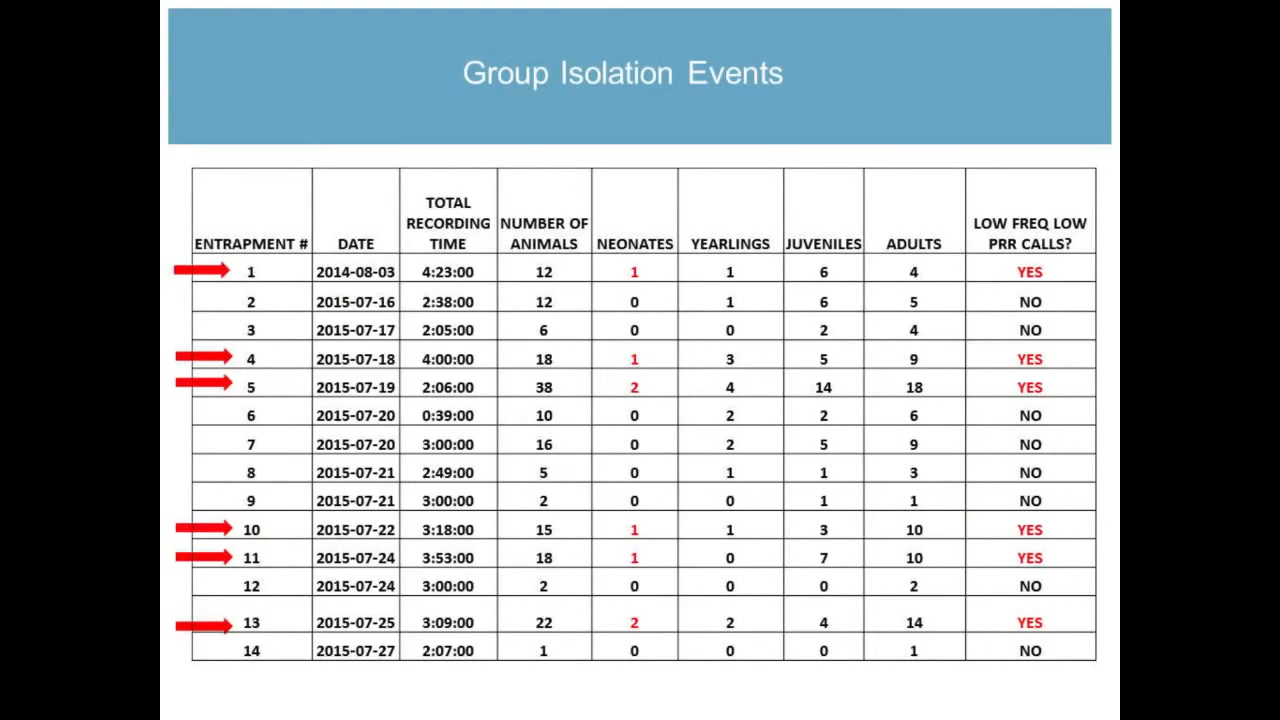 Group Isolation Events
ENTRAPMENT # DATE TOTAL RECORDING TIME NUMBER OF ANIMALS NEONATES YEARLINGS JUVENILES ADULTS LOW FREQ LOW PRR CALLS?
1 2014-08-03 4:23:00 12 1 1 6 4 YES
2 2015-07-16 2:38:00 12 0 1 6 5 NO
3 2015-07-17 2:05:00 6 0 0 2 4 NO
4 2015-07-18 4:00:00 18 1 3 5 9 YES
5 2015-07-19 2:06:00 38 2 4 14 18 YES
6 2015-07-20 0:39:00 10 0 2 2 6 NO
7 2015-07-20 3:00:00 16 0 2 5 9 NO
8 2015-07-21 2:49:00 5 0 1 1 3 NO
9 2015-07-21 3:00:00 2 0 0 1 1 NO
10 2015-07-22 3:18:00 15 1 1 3 10 YES
11 2015-07-24 3:53:00 18 1 0 7 10 YES
12 2015-07-24 3:00:00 2 0 0 0 2 NO
13 2015-07-25 3:09:00 22 2 2 4 14 YES
14 2015-07-27 2:07:00 1 0 0 0 1 NO